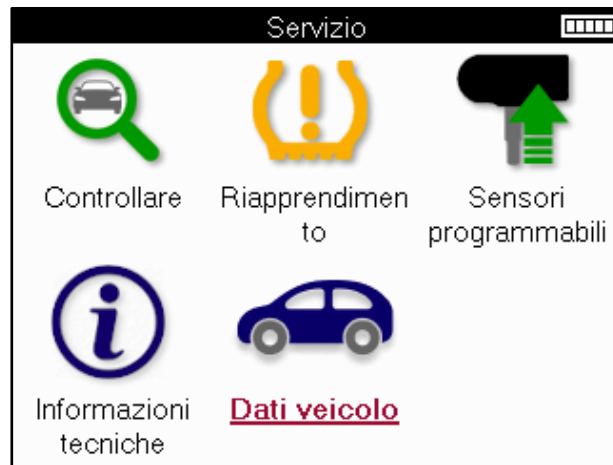 Servizio
Controllare
Riapprendimen
to
Sensori
programmabili
Informazioni
tecniche
Dati veicolo